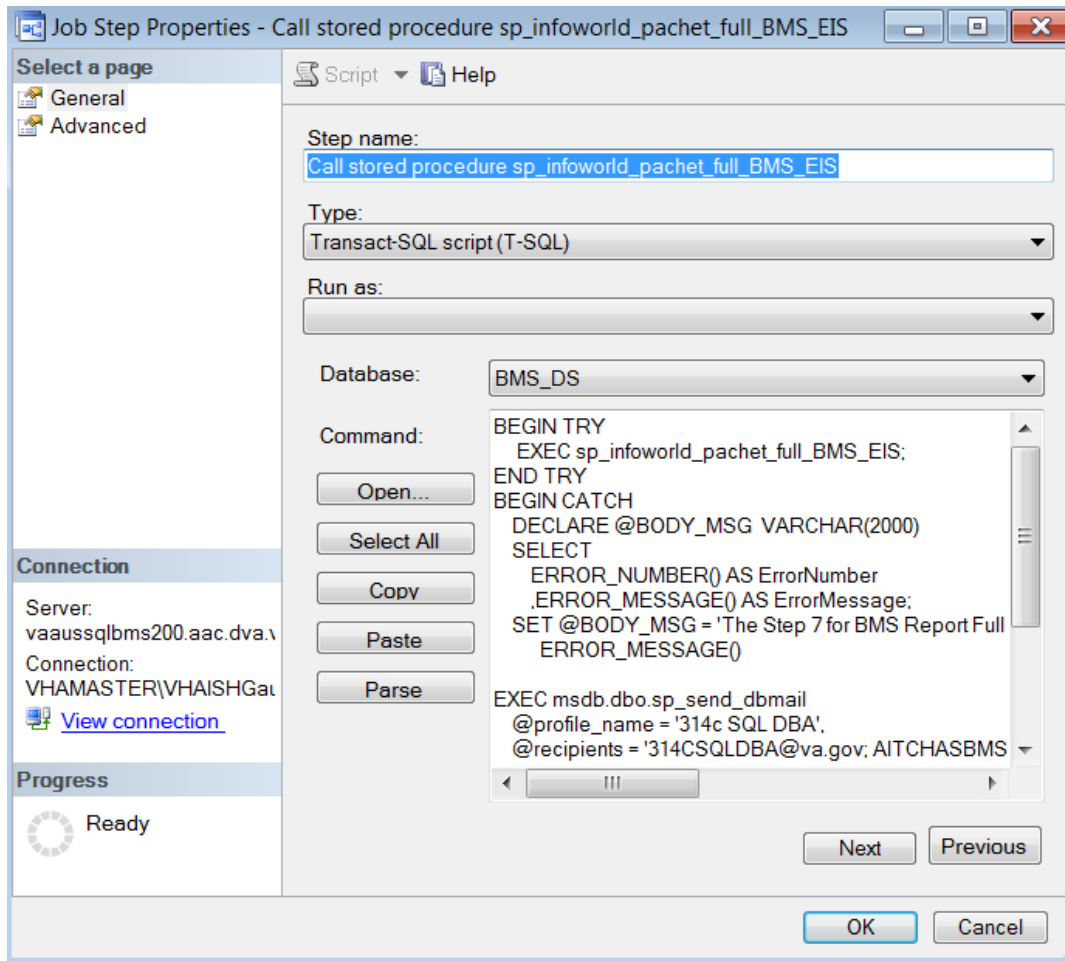 Job Step Properties - Call stored procedure sp_infoworld_pachet_full_BMS_EIS
Select a page
General
Advanced
Script
Help
Step name:
Call stored procedure sp_infoworld_pachet_full_BMS_EIS
Type:
Transact-SQL script (T-SQL)
Run as:
Database:
BMS_DS
Command:
Open...
Select All
Copy
Paste
Parse
BEGIN TRY
EXEC sp_infoworld_pachet_full_BMS_EIS;
END TRY
BEGIN CATCH
DECLARE @BODY_MSG VARCHAR(2000)
SELECT
ERROR_NUMBER() AS ErrorNumber
,ERROR_MESSAGE() AS ErrorMessage;
SET @BODY_MSG = 'The Step 7 for BMS Report Full
ERROR_MESSAGE()
EXEC msdb.dbo.sp_send_dbmail
@profile_name = '314c SQL DBA',
@recipients = '314CSQLDBA@va.gov; AITCHASBMS
Connection
Server:
vaaussqlbms200.aac.dva.v
Connection:
VHAMASTER\VHAISHGau
View connection
Progress
Ready
Next
Previous
OK
Cancel